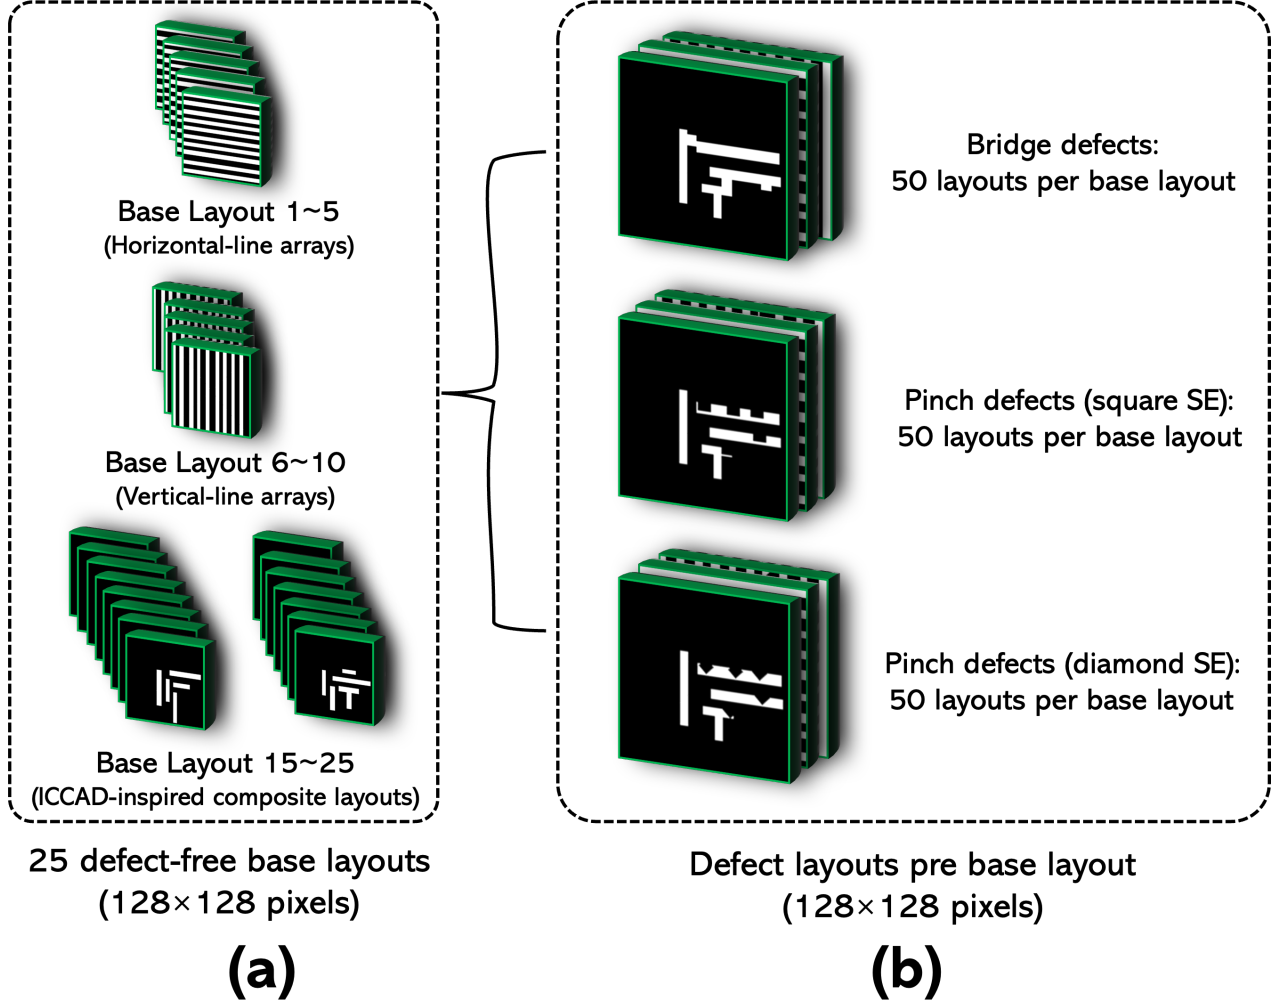 Base Layout 1~5
(Horizontal-line arrays)
Base Layout 6~10
(Vertical-line arrays)
Base Layout 15~25
(ICCAD-inspired composite layouts)
25 defect-free base layouts
(128×128 pixels)
(a)
Bridge defects:
50 layouts per base layout
Pinch defects (square SE):
50 layouts per base layout
Pinch defects (diamond SE):
50 layouts per base layout
Defect layouts pre base layout
(128×128 pixels)
(b)